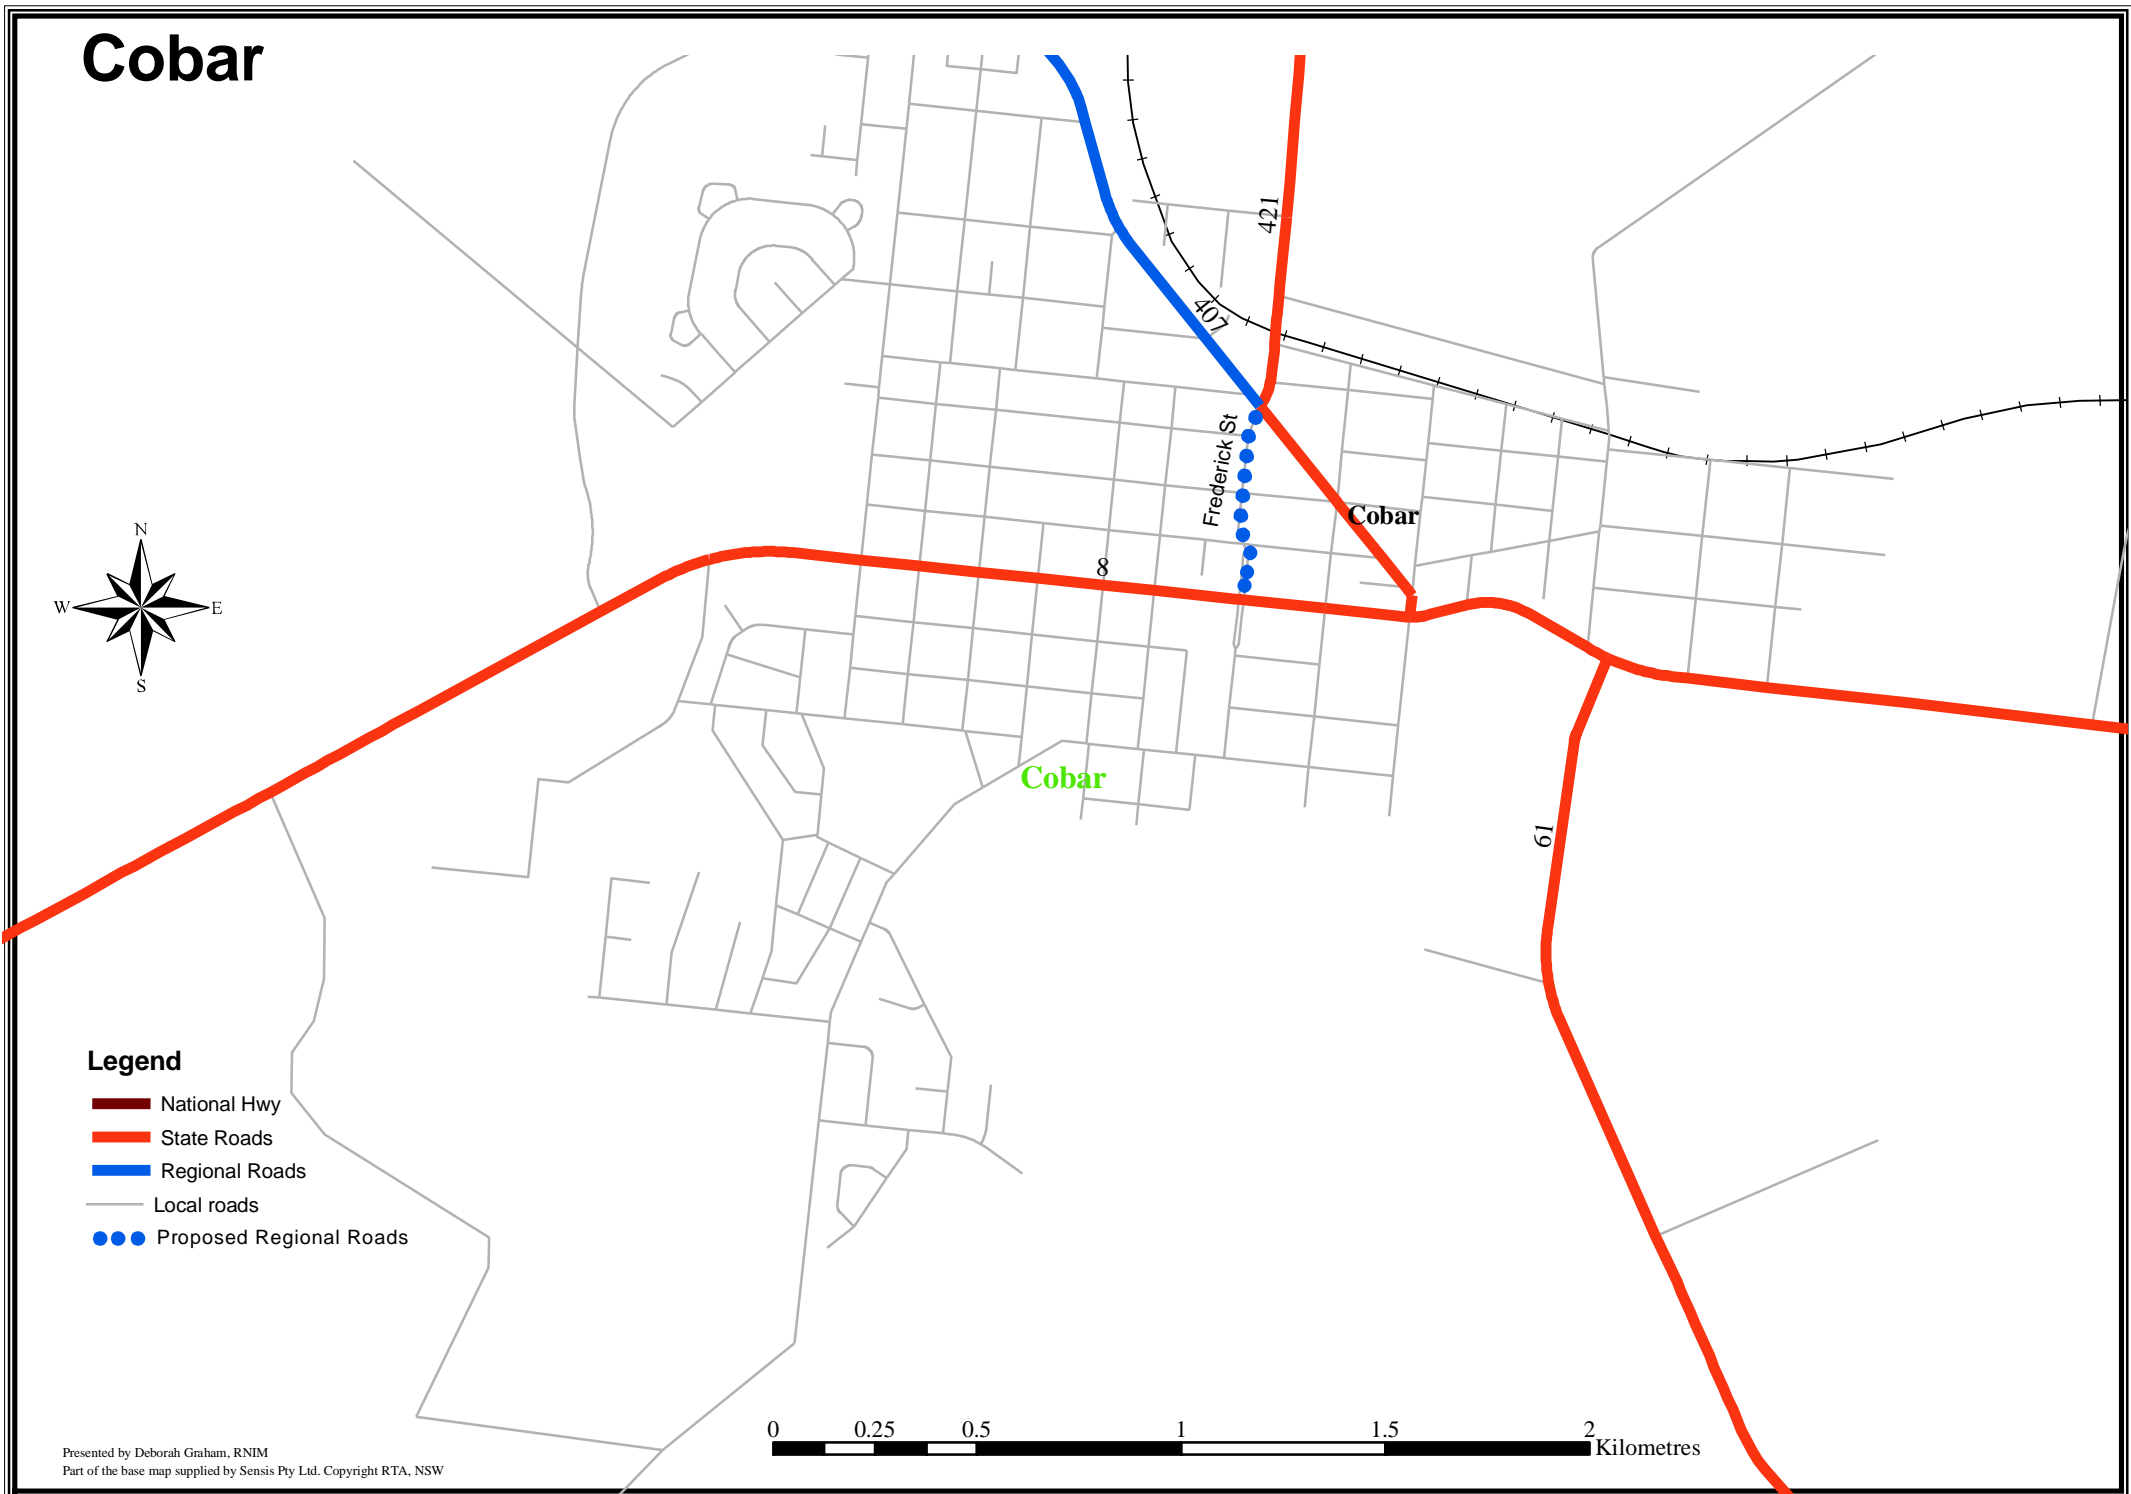 Cobar
421
407
Frederick St
Cobar
N
W
E
S
8
Cobar
61
Legend
National Hwy
State Roads
Regional Roads
Local roads
Proposed Regional Roads
0 0.25 0.5 1 1.5 2
Kilometres
Presented by Deborah Graham, RNIM
Part of the base map supplied by Sensis Pty Ltd. Copyright RTA, NSW